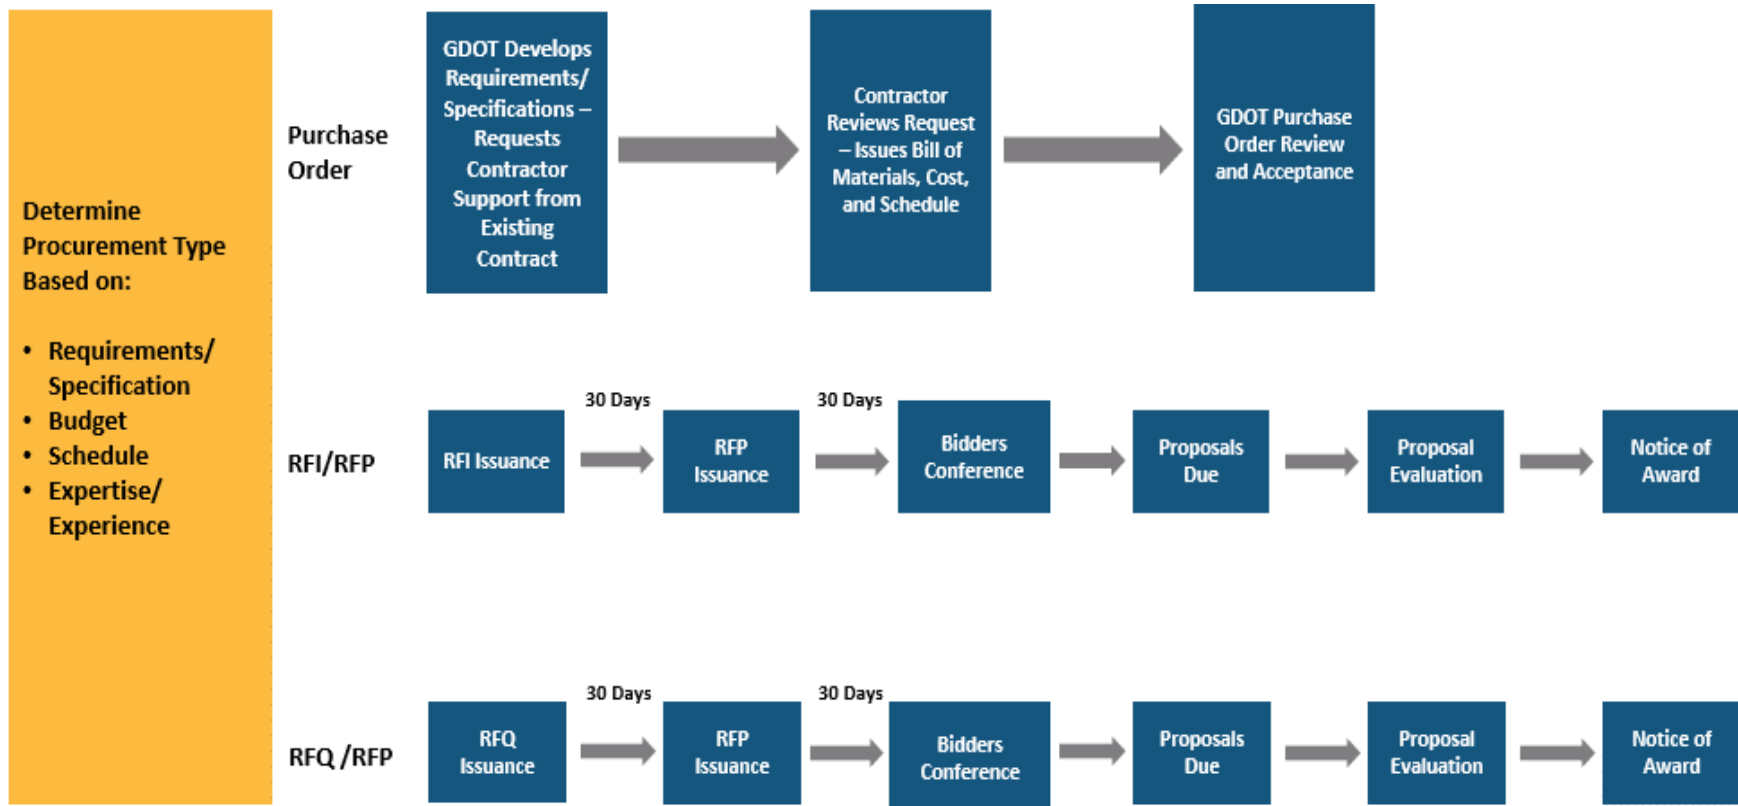 Determine
Procurement Type
Based on:
• Requirements/
Specification
• Budget
• Schedule
• Expertise/
Experience
Purchase
Order
GDOT Develops
Requirements/
Specifications –
Requests
Contractor
Support from
Existing
Contract
Contractor
Reviews Request
– Issues Bill of
Materials, Cost,
and Schedule
GDOT Purchase
Order Review
and Acceptance
RFI/RFP
RFI Issuance
30 Days
RFP
Issuance
30 Days
Bidders
Conference
Proposals
Due
Proposal
Evaluation
Notice of
Award
RFQ /RFP
RFQ
Issuance
30 Days
RFP
Issuance
30 Days
Bidders
Conference
Proposals
Due
Proposal
Evaluation
Notice of
Award